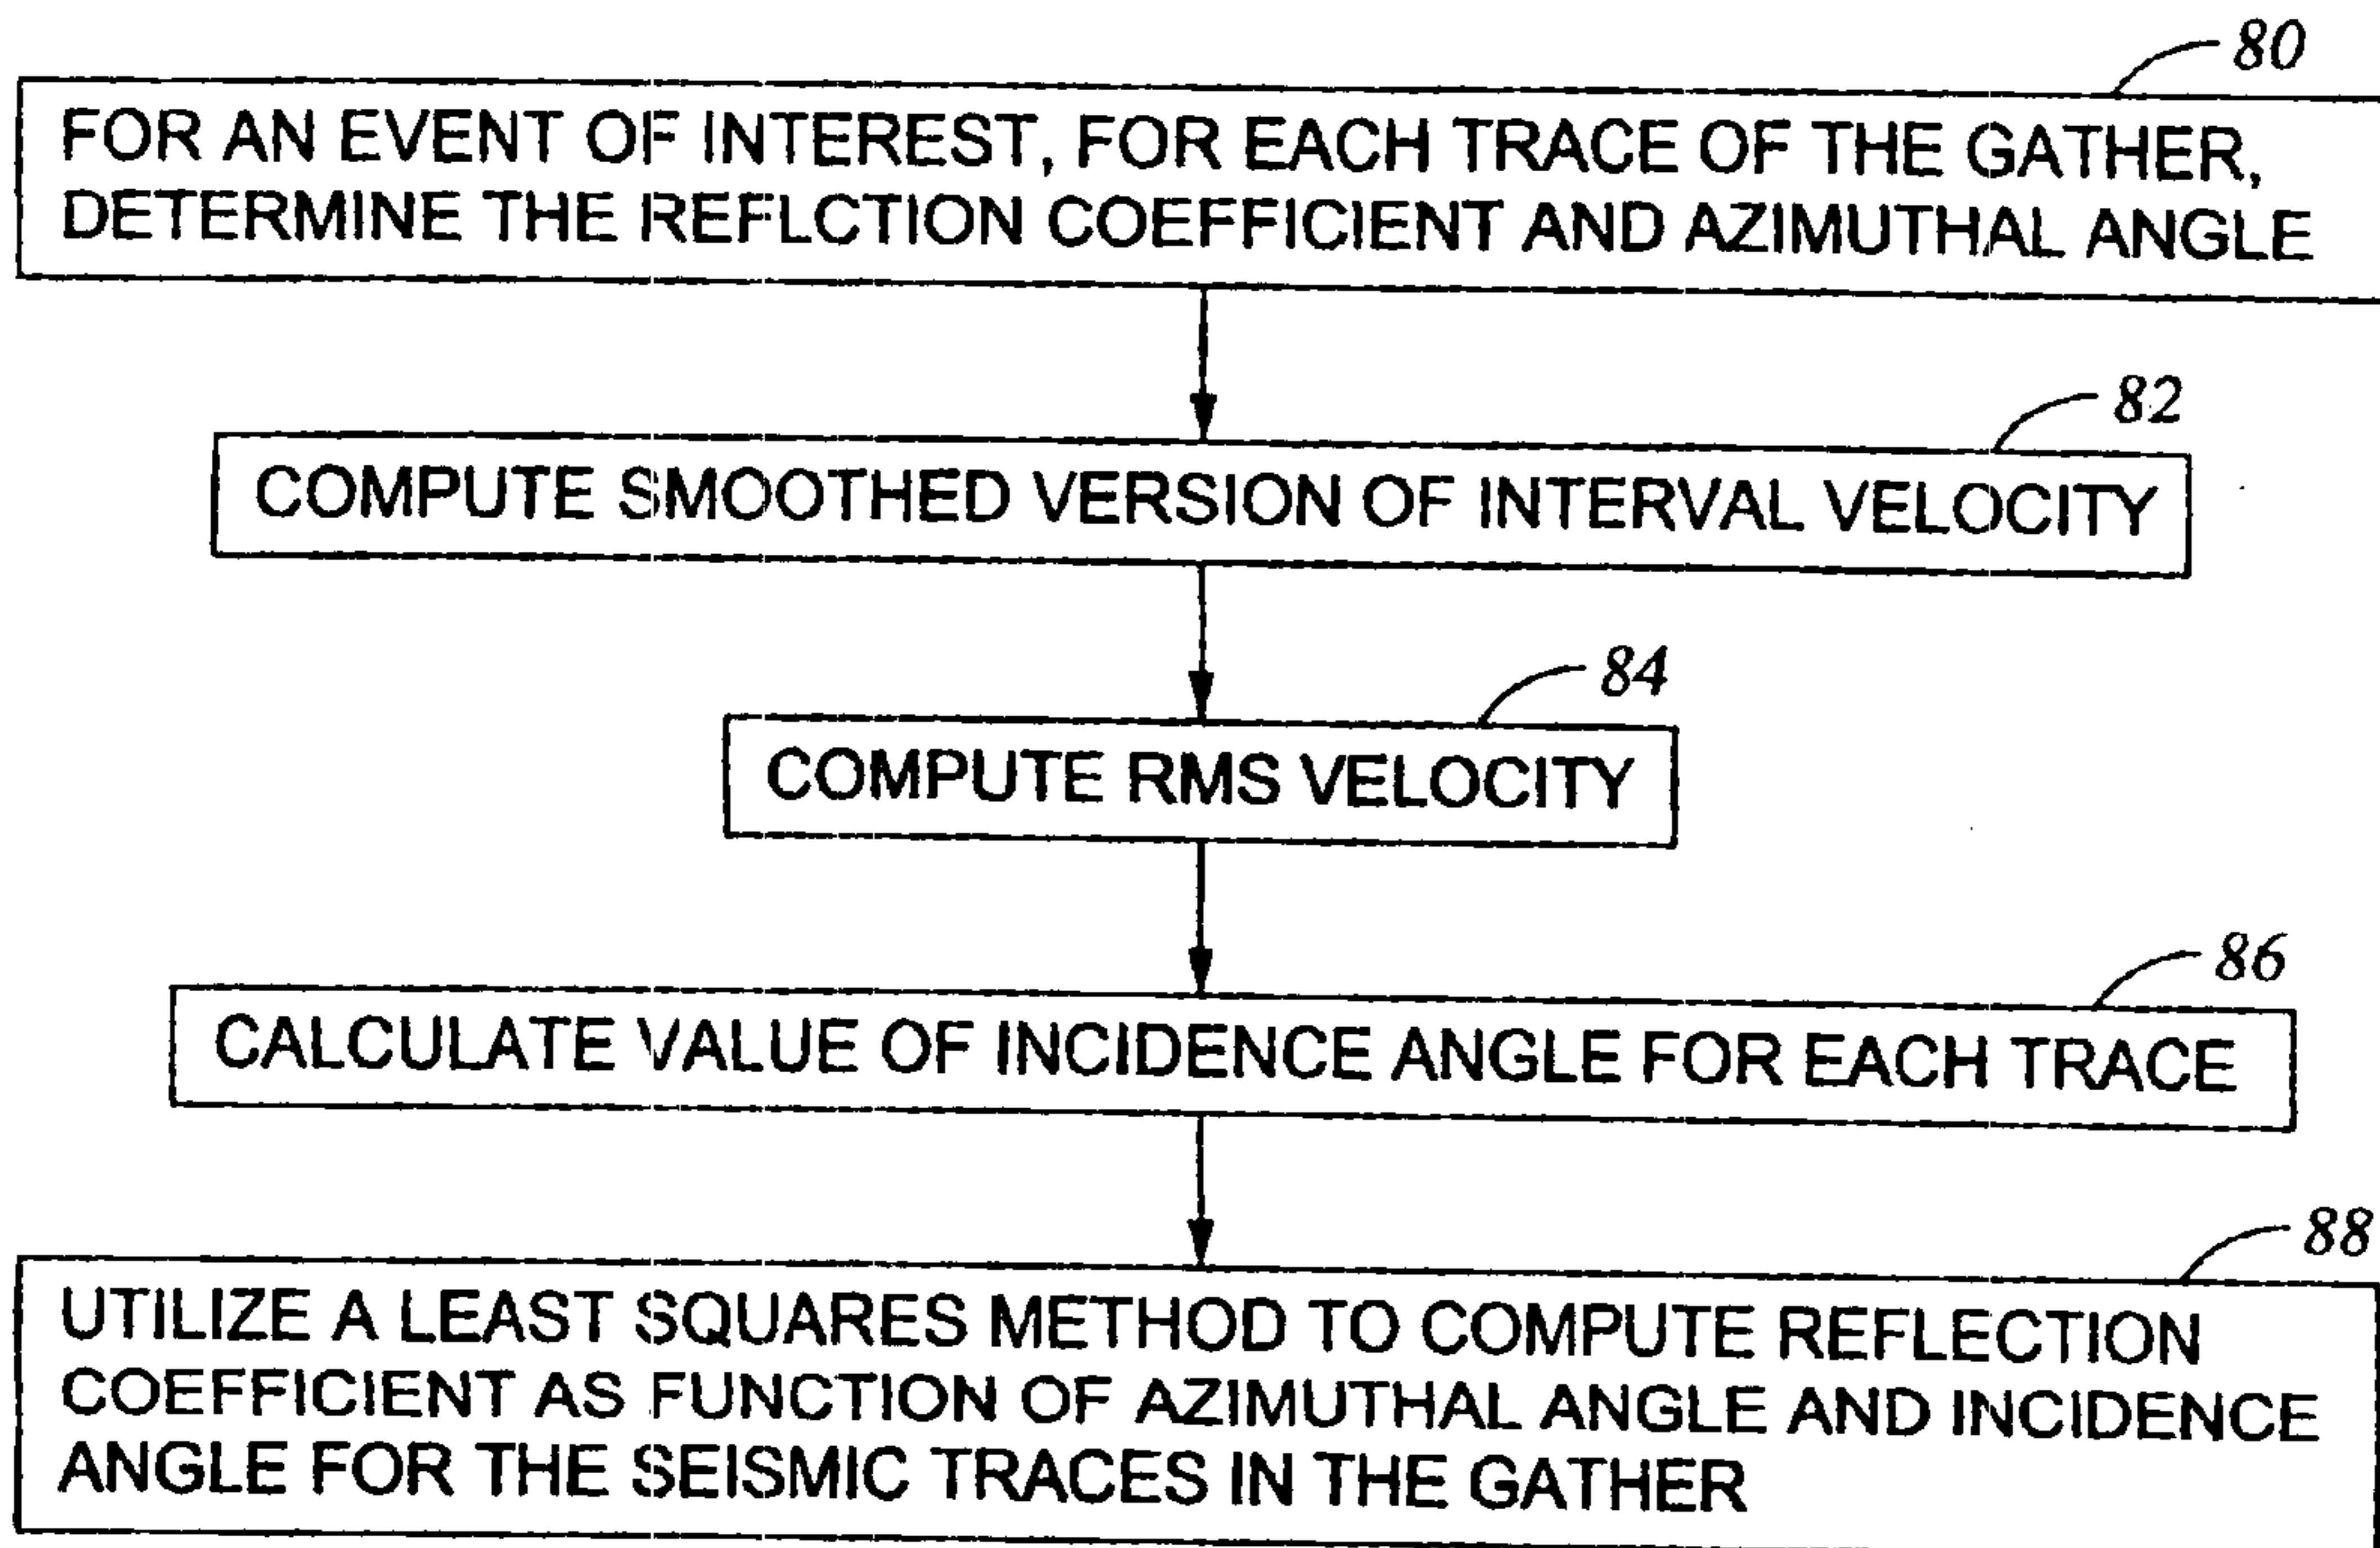 80
FOR AN EVENT OF INTEREST, FOR EACH TRACE OF THE GATHER,
DETERMINE THE REFLCTION COEFFICIENT AND AZIMUTHAL ANGLE
82
COMPUTE SMOOTHED VERSION OF INTERVAL VELOCITY
84
COMPUTE RMS VELOCITY
86
CALCULATE VALUE OF INCIDENCE ANGLE FOR EACH TRACE
88
UTILIZE A LEAST SQUARES METHOD TO COMPUTE REFLECTION
COEFFICIENT AS FUNCTION OF AZIMUTHAL ANGLE AND INCIDENCE
ANGLE FOR THE SEISMIC TRACES IN THE GATHER